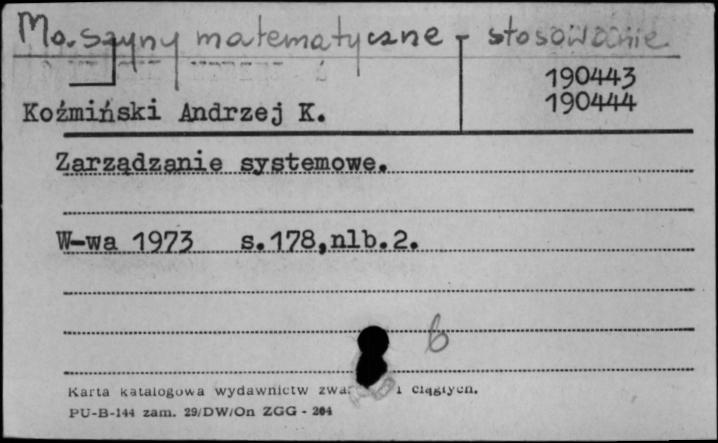 Maszyny matematyczne - stosowanie
190443
190444
Koźmiński Andrzej K.
Zarządzanie systemowe.
W-wa 1973 s.178,nlb.2.
6
Karta katalogowa wydawnictw i ciągłych.
PU-B-144 zam. 29/DW/On ZGG - 204